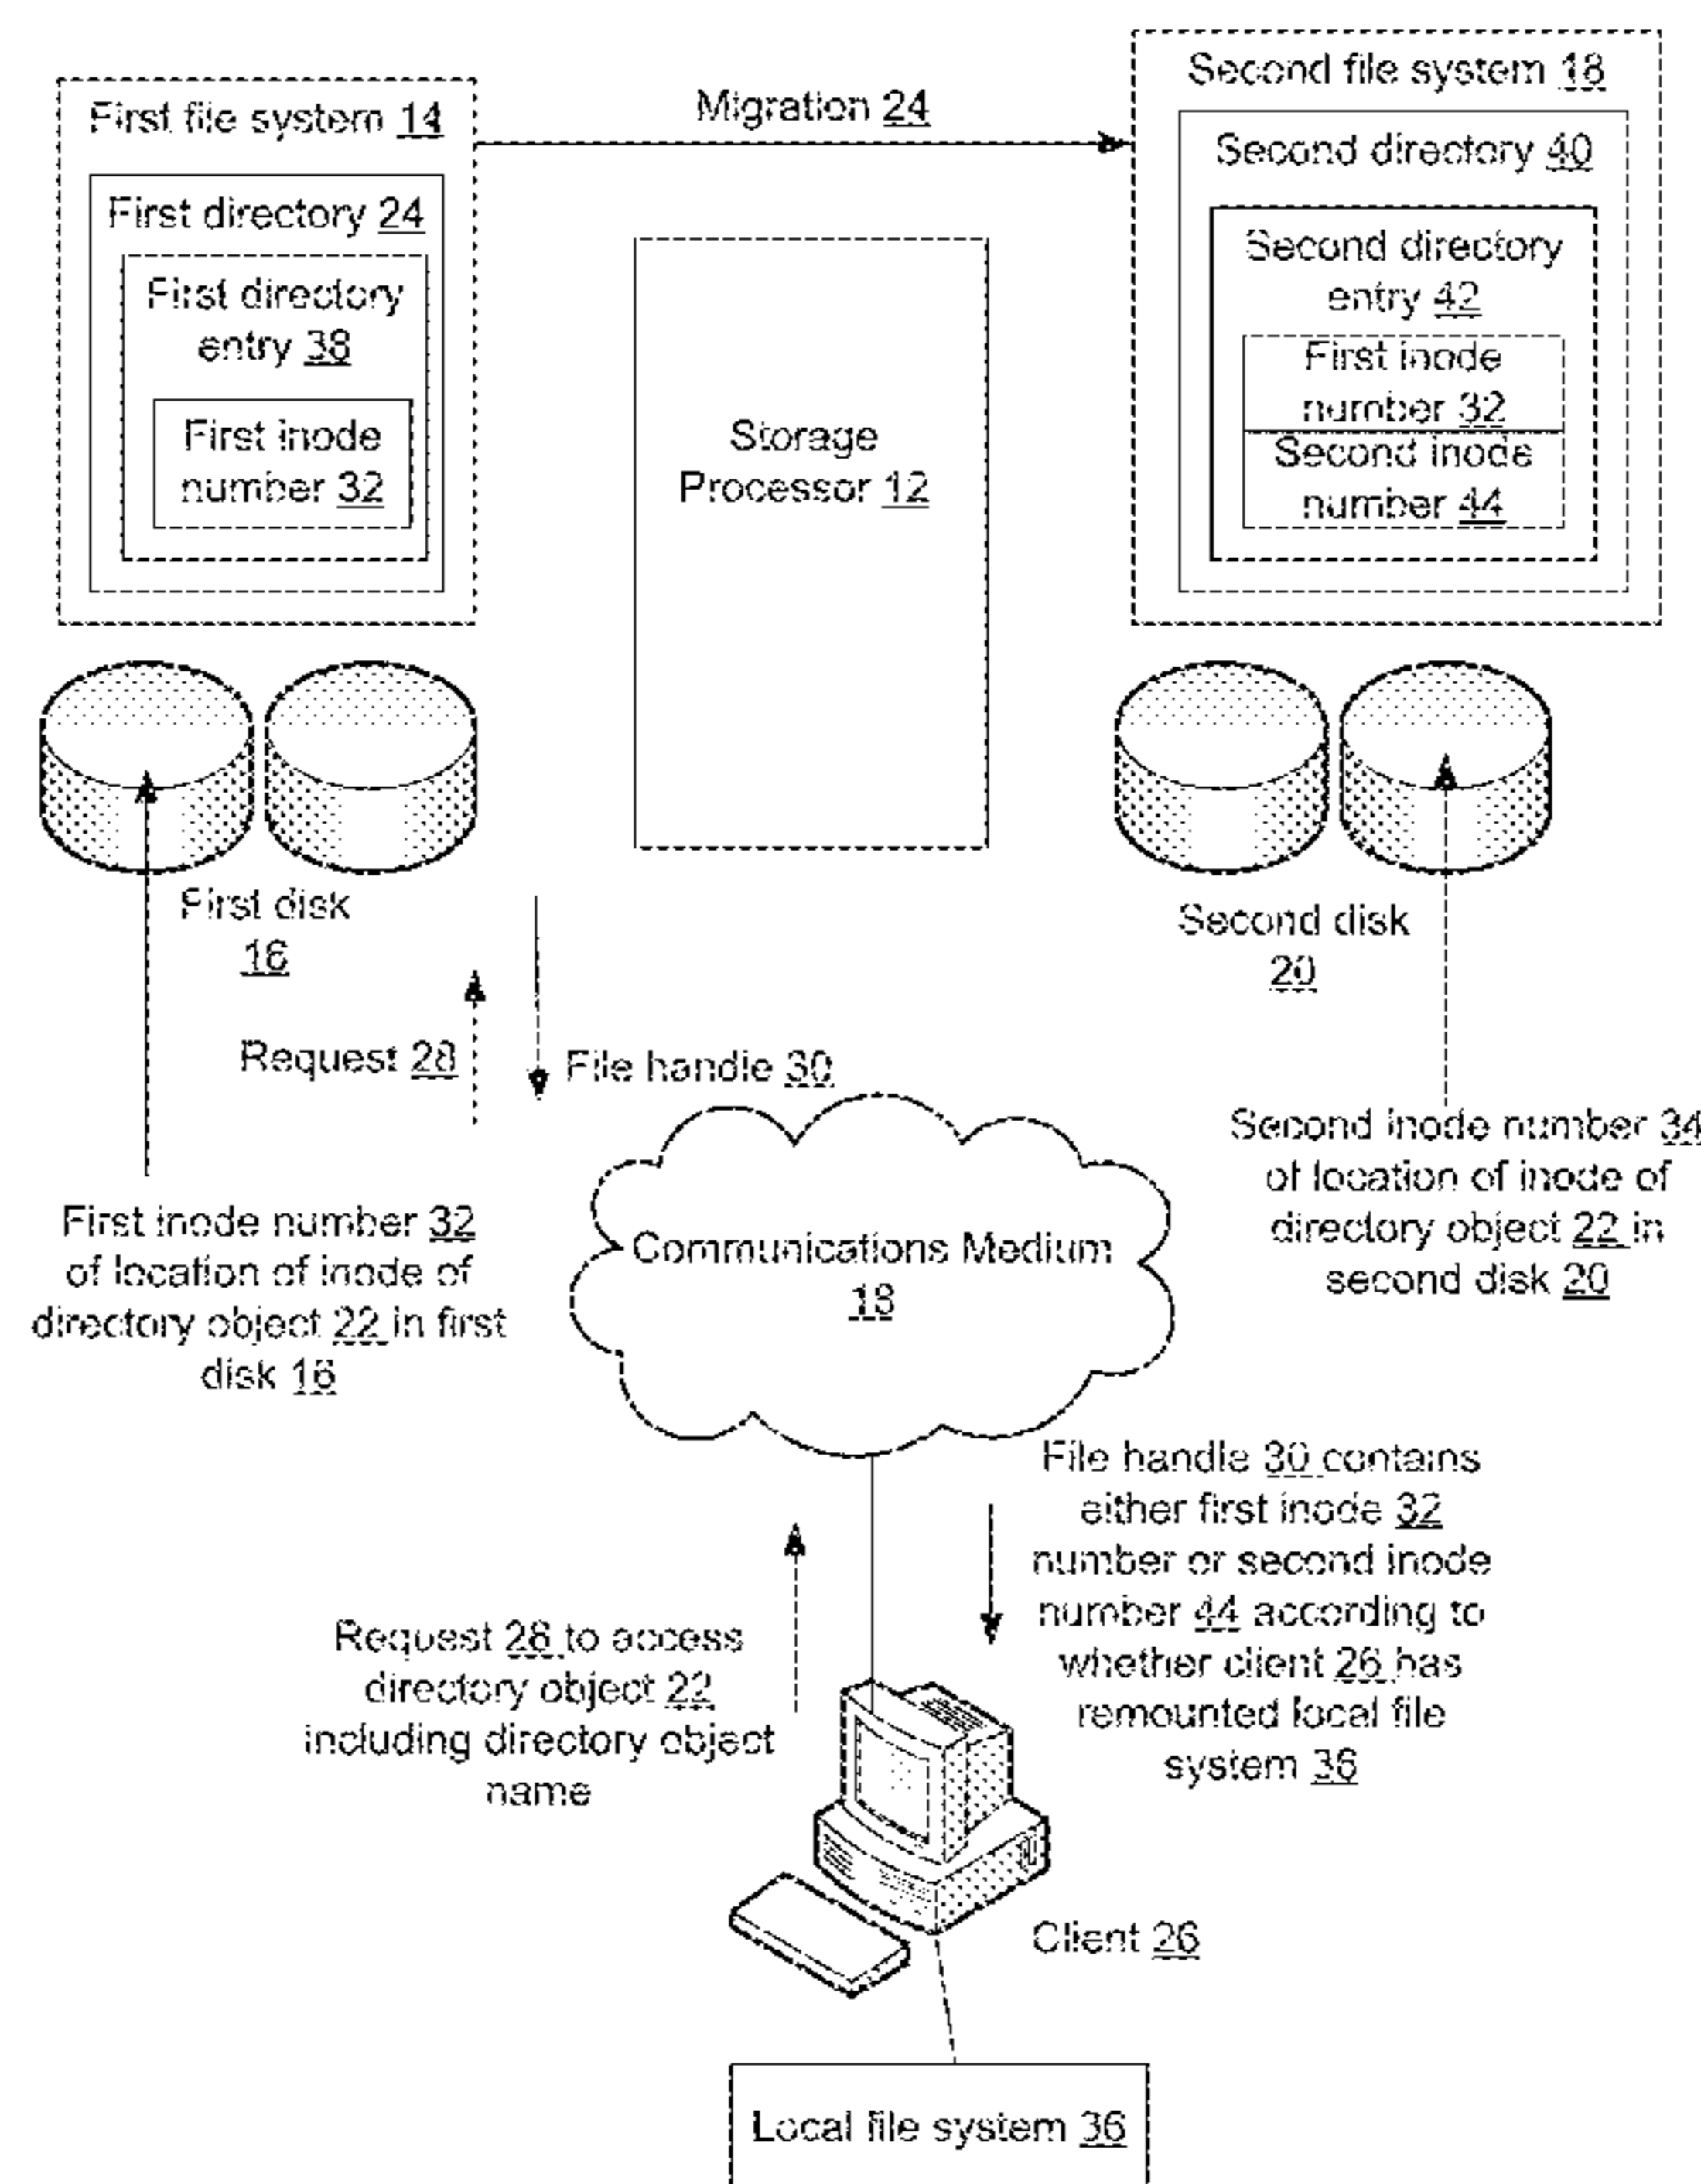 First file system 14
Migration 24
Second file system 18
First directory 24
Second directory 40
First directory
entry 38
Second directory
entry 42
First inode
number 32
First inode
number 32
Second inode
number 44
Storage
Processor 12
First disk
16
Second disk
20
Request 28
File handle 30
First inode number 32
of location of inode of
directory object 22 in first
disk 16
Communications Medium
18
Second inode number 34
of location of inode of
directory object 22 in
second disk 20
Request 28 to access
directory object 22
including directory object
name
File handle 30 contains
either first inode 32
number or second inode
number 44 according to
whether client 26 has
remounted local file
system 36
Client 26
Local file system 36